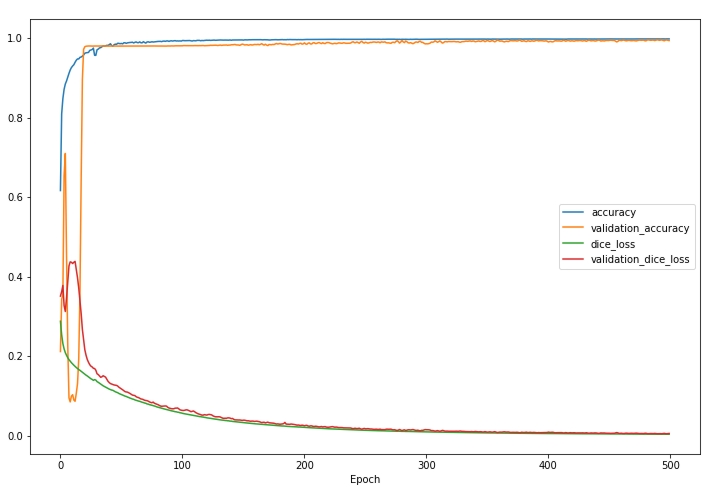 1.0
0.8
0.6
0.4
0.2
0.0
accuracy
validation_accuracy
dice_loss
validation_dice_loss
0 100 200 300 400 500
Epoch